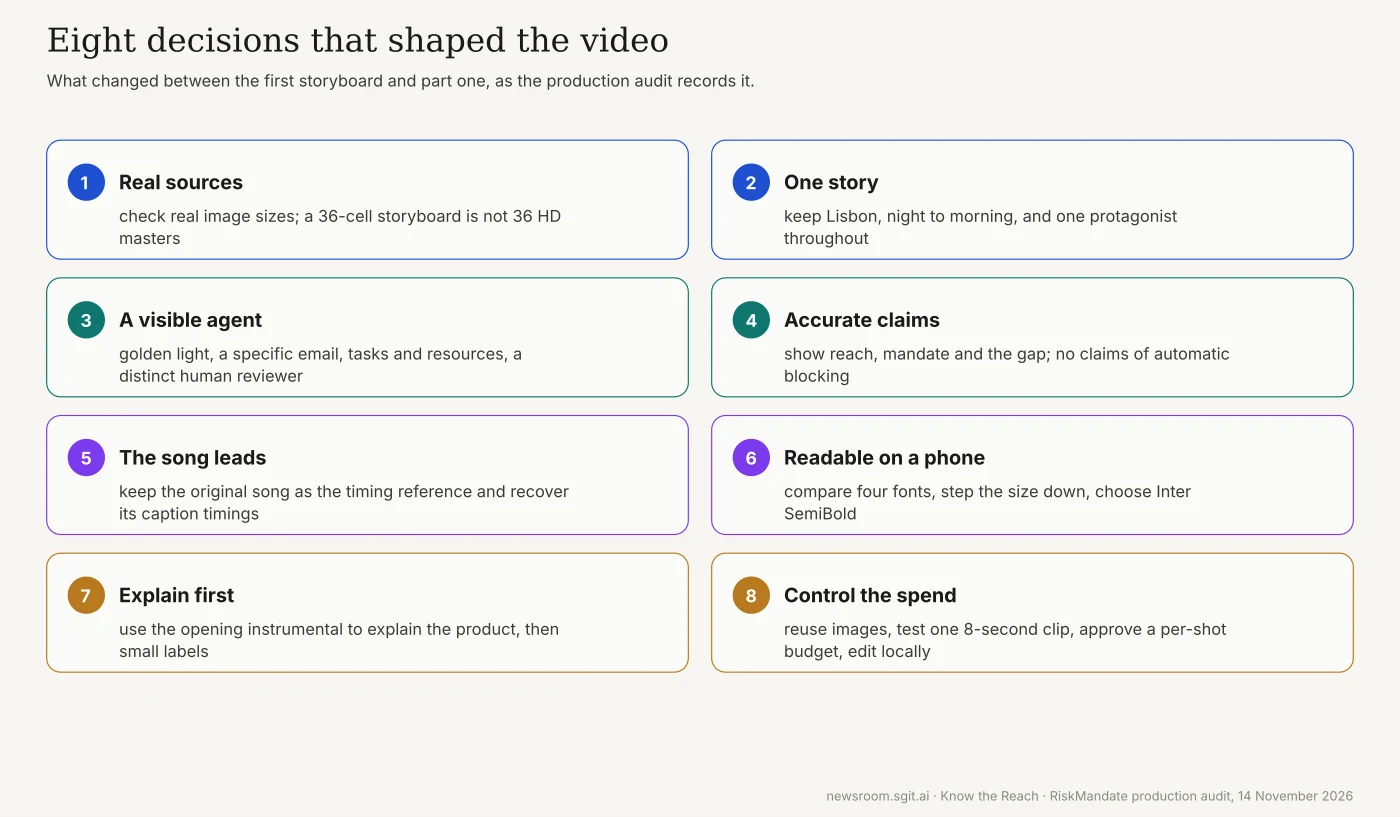 Eight decisions that shaped the video
What changed between the first storyboard and part one, as the production audit records it.
1
Real sources
check real image sizes; a 36-cell storyboard is not 36 HD
masters
2
One story
keep Lisbon, night to morning, and one protagonist
throughout
3
A visible agent
golden light, a specific email, tasks and resources, a
distinct human reviewer
4
Accurate claims
show reach, mandate and the gap; no claims of automatic
blocking
5
The song leads
keep the original song as the timing reference and recover
its caption timings
6
Readable on a phone
compare four fonts, step the size down, choose Inter
SemiBold
7
Explain first
use the opening instrumental to explain the product, then
small labels
8
Control the spend
reuse images, test one 8-second clip, approve a per-shot
budget, edit locally
newsroom.sgit.ai · Know the Reach · RiskMandate production audit, 14 November 2026